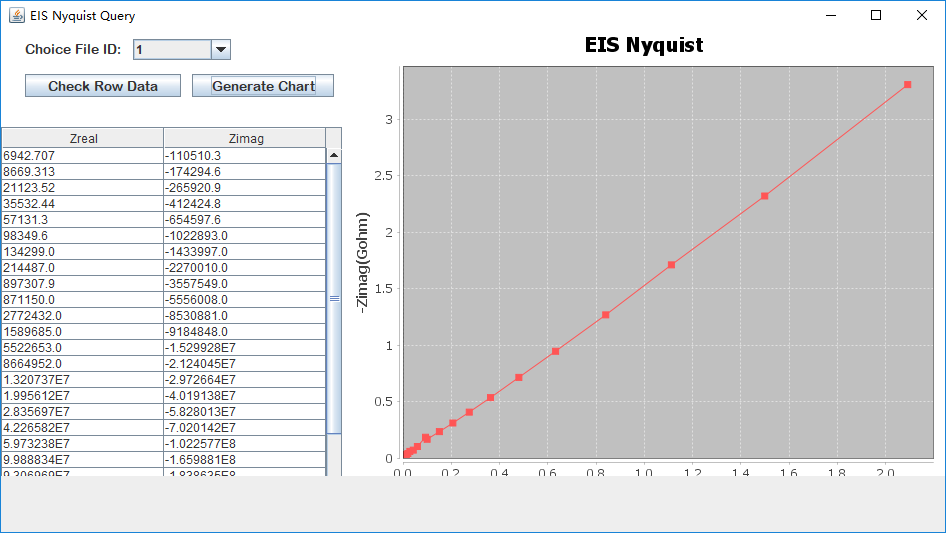 EIS Nyquist Query
Choice File ID: 1
Check Row Data Generate Chart
Zreal Zimag
6942.707 -110510.3
8669.313 -174294.6
21123.52 -265920.9
35532.44 -412424.8
57131.3 -654597.6
98349.6 -1022893.0
134299.0 -1433997.0
214487.0 -2270010.0
897307.9 -3557549.0
871150.0 -5556008.0
2772432.0 -8530881.0
1589685.0 -9184848.0
5522653.0 -1.529928E7
8664952.0 -2.124045E7
1.320737E7 -2.972664E7
1.995612E7 -4.019138E7
2.835697E7 -5.828013E7
4.226582E7 -7.020142E7
5.973238E7 -1.022577E8
9.988834E7 -1.659881E8
9.306969E7 -1.838635E8
EIS Nyquist
-Zimag(Gohm)
3
2.5
2
1.5
1
0.5
0
0.0 0.2 0.4 0.6 0.8 1.0 1.2 1.4 1.6 1.8 2.0